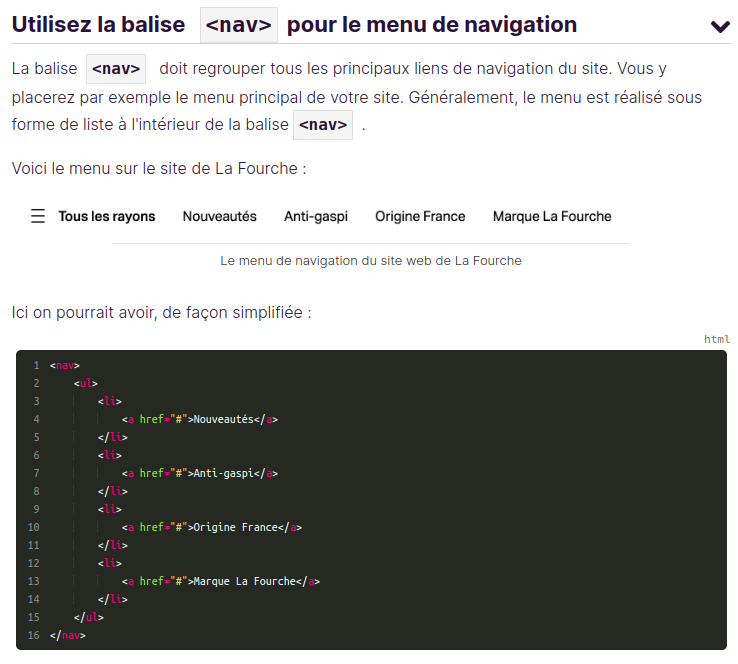 Utilisez la balise <nav> pour le menu de navigation
La balise <nav> doit regrouper tous les principaux liens de navigation du site. Vous y
placerez par exemple le menu principal de votre site. Généralement, le menu est réalisé sous
forme de liste à l'intérieur de la balise <nav> .
Voici le menu sur le site de La Fourche :
Tous les rayons Nouveautés Anti-gaspi Origine France Marque La Fourche
Le menu de navigation du site web de La Fourche
Ici on pourrait avoir, de façon simplifiée :
html
1 <nav>
2     <ul>
3         <li>
4             <a href="#">Nouveautés</a>
5         </li>
6         <li>
7             <a href="#">Anti-gaspi</a>
8         </li>
9         <li>
10             <a href="#">Origine France</a>
11         </li>
12         <li>
13             <a href="#">Marque La Fourche</a>
14         </li>
15     </ul>
16 </nav>